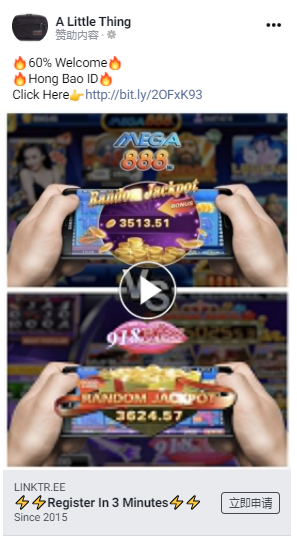 A Little Thing
赞助内容 ·
🔥60% Welcome🔥
🔥Hong Bao ID🔥
Click Here👉http://bit.ly/2OFxK93
MEGA
888
Random Jackpot
BONUS
3513.51
VS
918
RANDOM JACKPOT
3624.57
LINKTR.EE
⚡⚡Register In 3 Minutes⚡⚡
立即申请
Since 2015